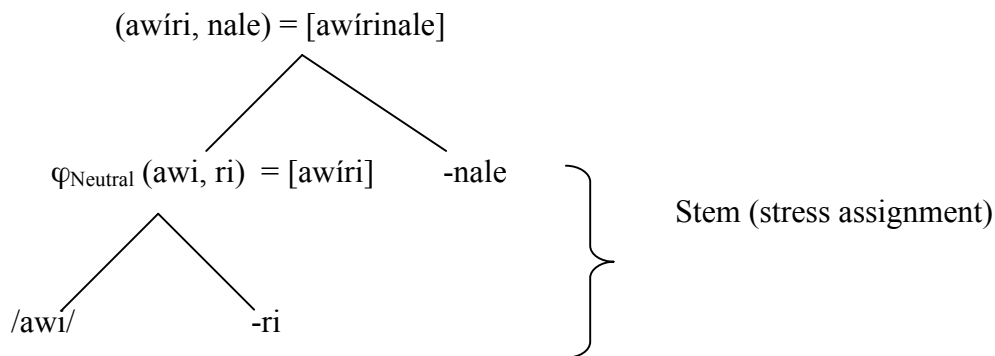 (awíri, nale) = [awírinale]
φNeutral (awi, ri) = [awíri] -nale
Stem (stress assignment)
/awi/ -ri